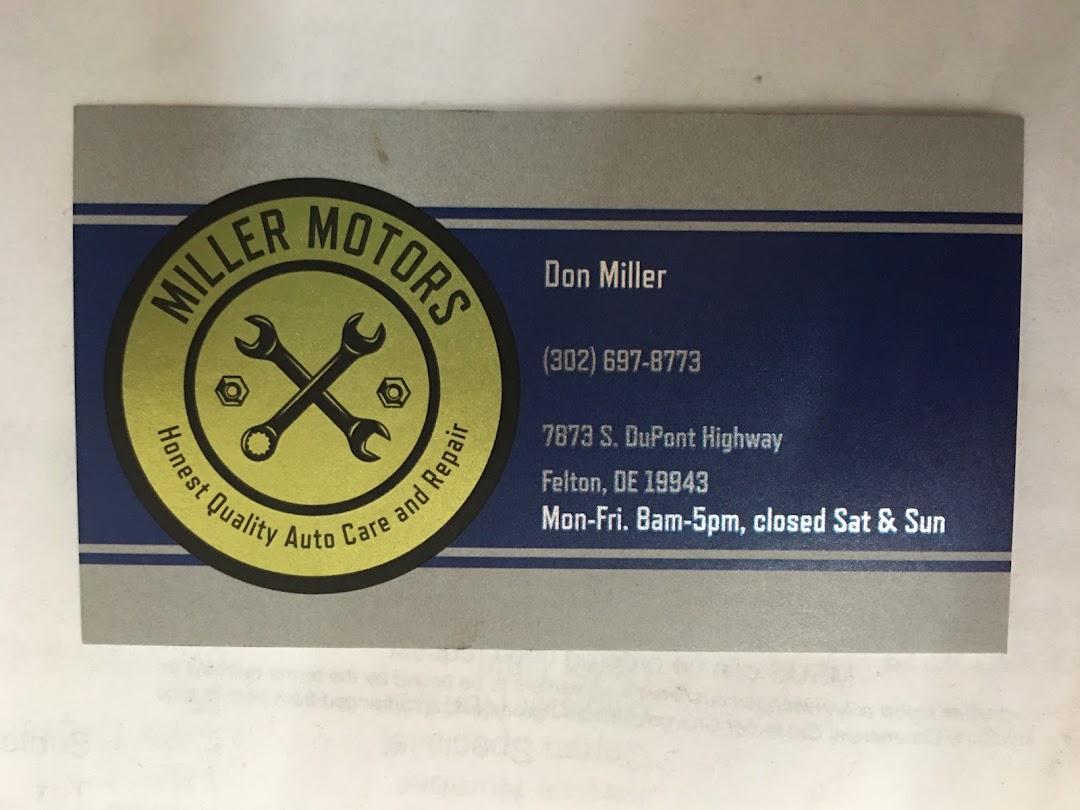 MILLER MOTORS
Honest Quality Auto Care and Repair
Don Miller
(302) 697-8773
7873 S. DuPont Highway
Felton, DE 19943
Mon-Fri. 8am-5pm, closed Sat & Sun